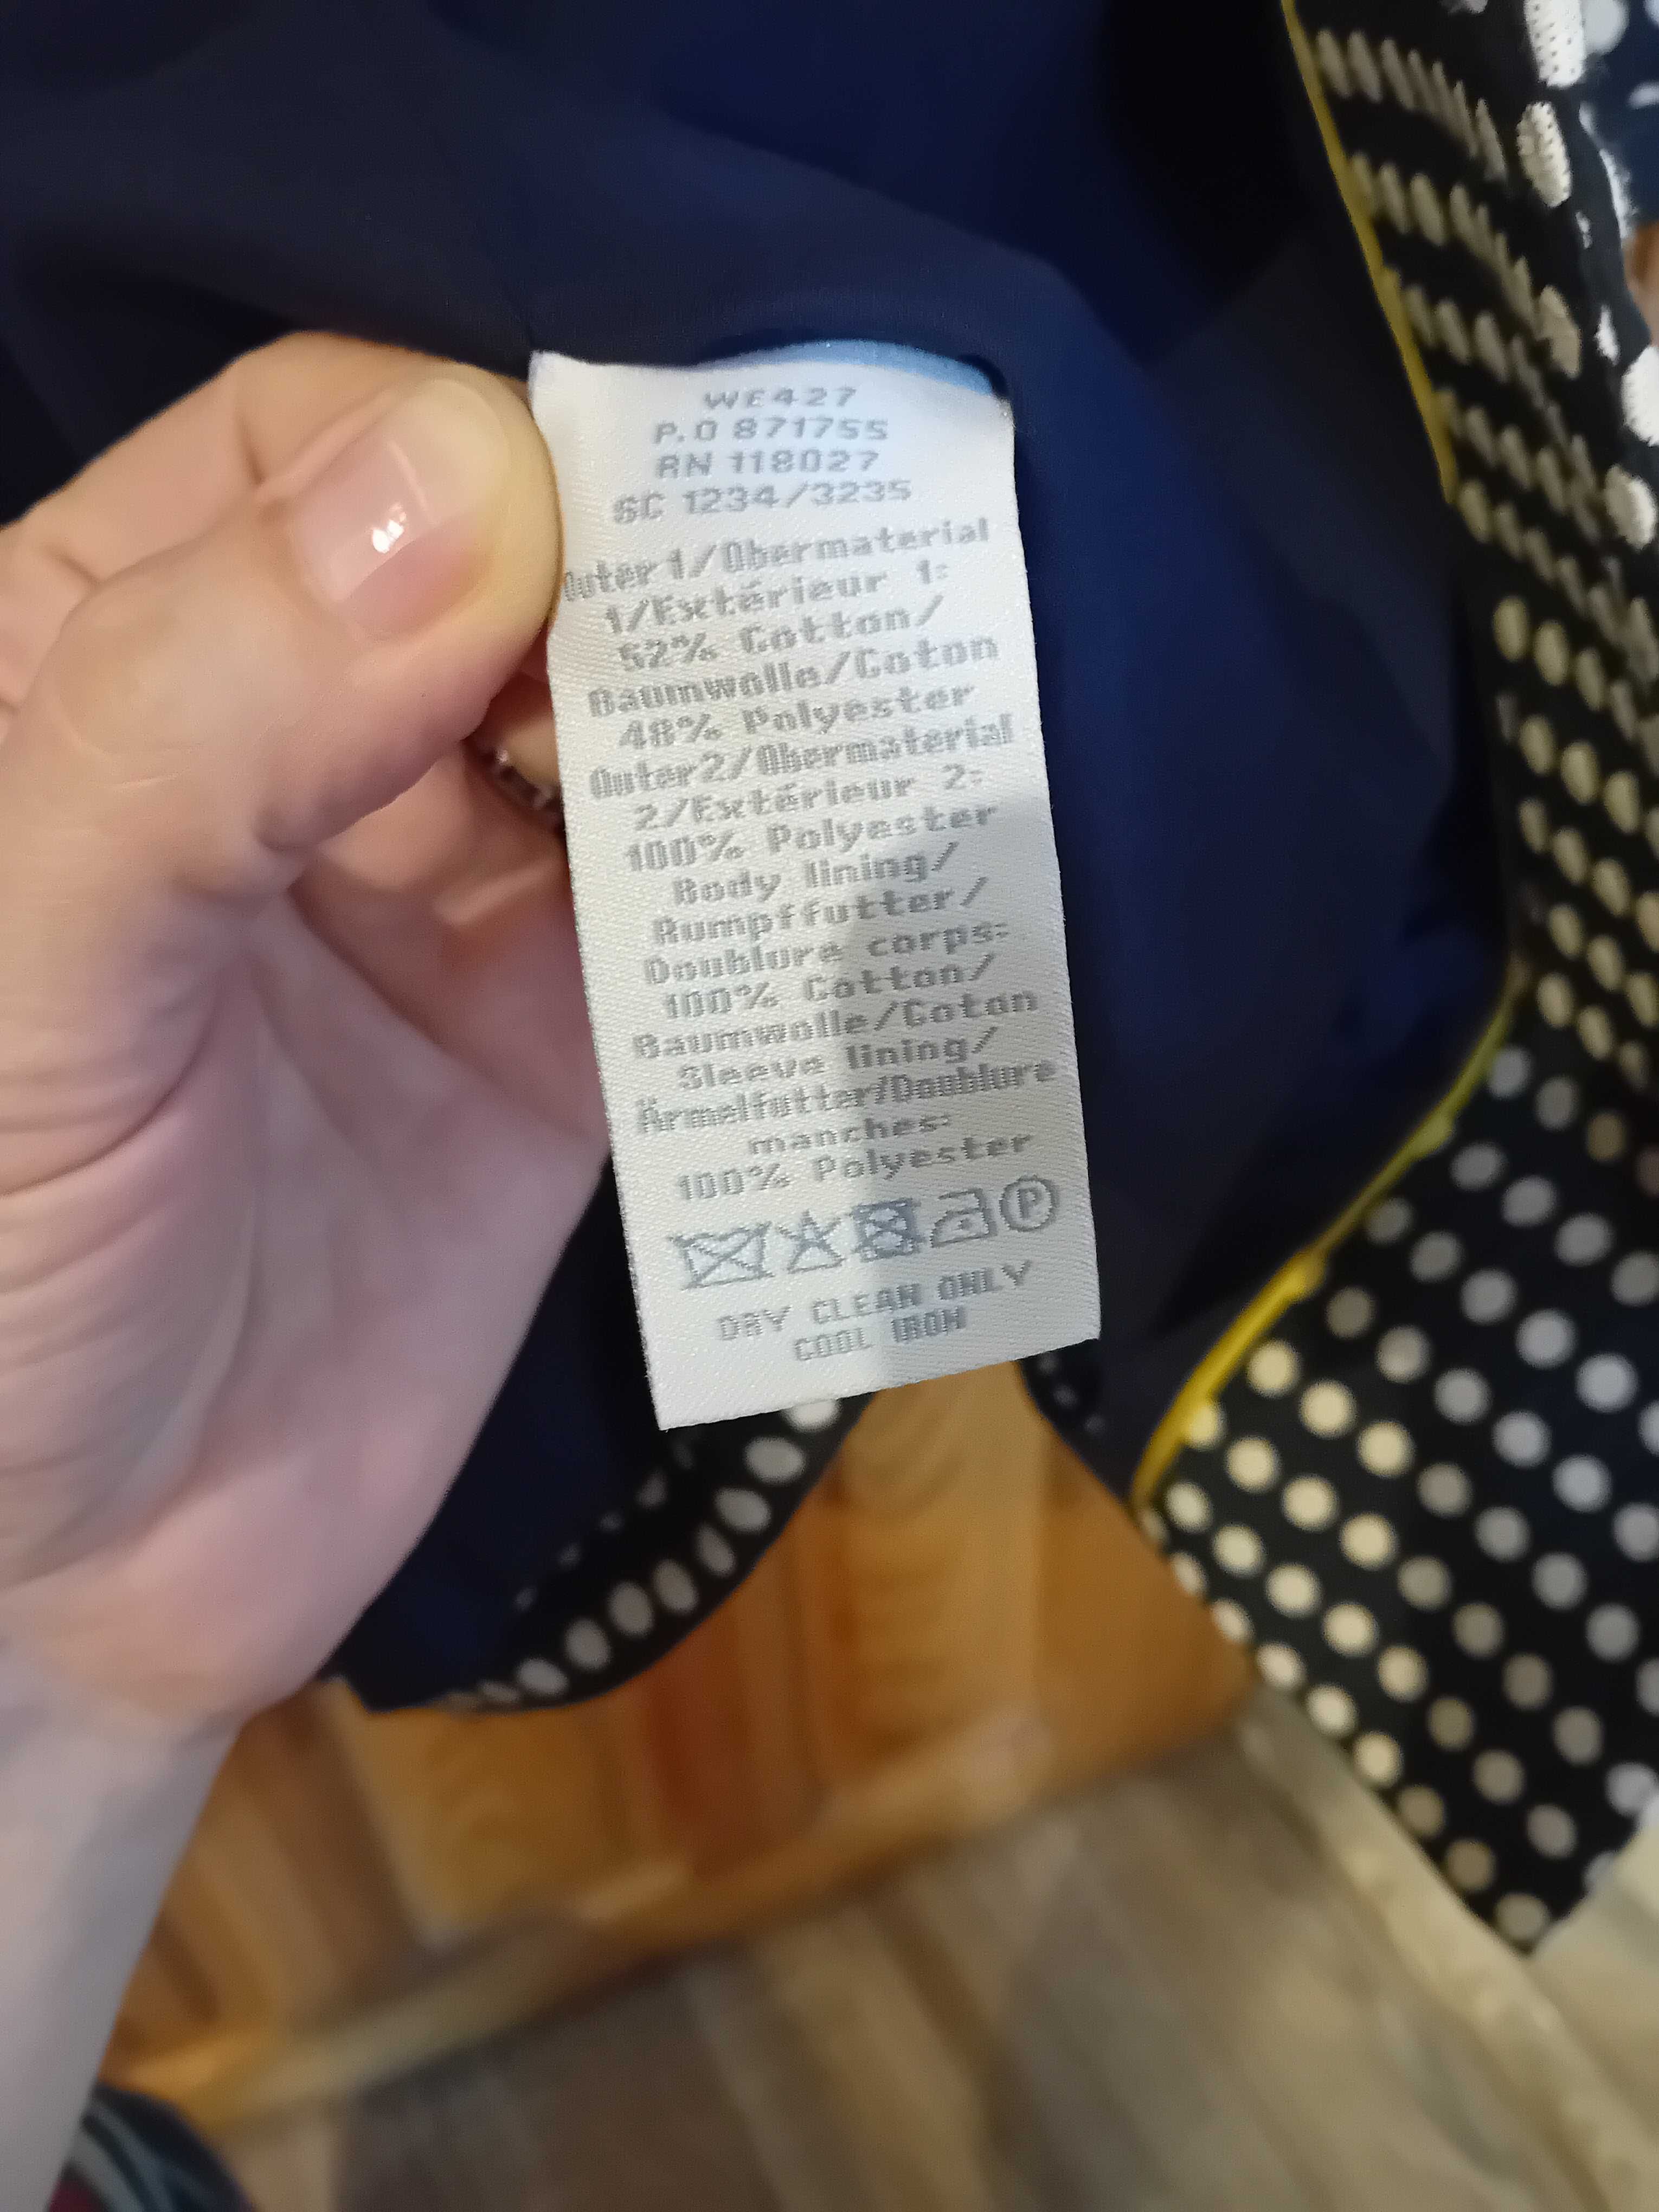 WE427
P.O 871755
RN 118027
SC 1234/3235
Outer1/Obermaterial
1/Extérieur 1:
52% Cotton/
Baumwolle/Coton
48% Polyester
Outer2/Obermaterial
2/Extérieur 2:
100% Polyester
Body lining/
Rumpffutter/
Doublure corps:
100% Cotton/
Baumwolle/Coton
Sleeve lining/
Ärmelfutter/Doublure
manches:
100% Polyester
P
DRY CLEAN ONLY
COOL IRON